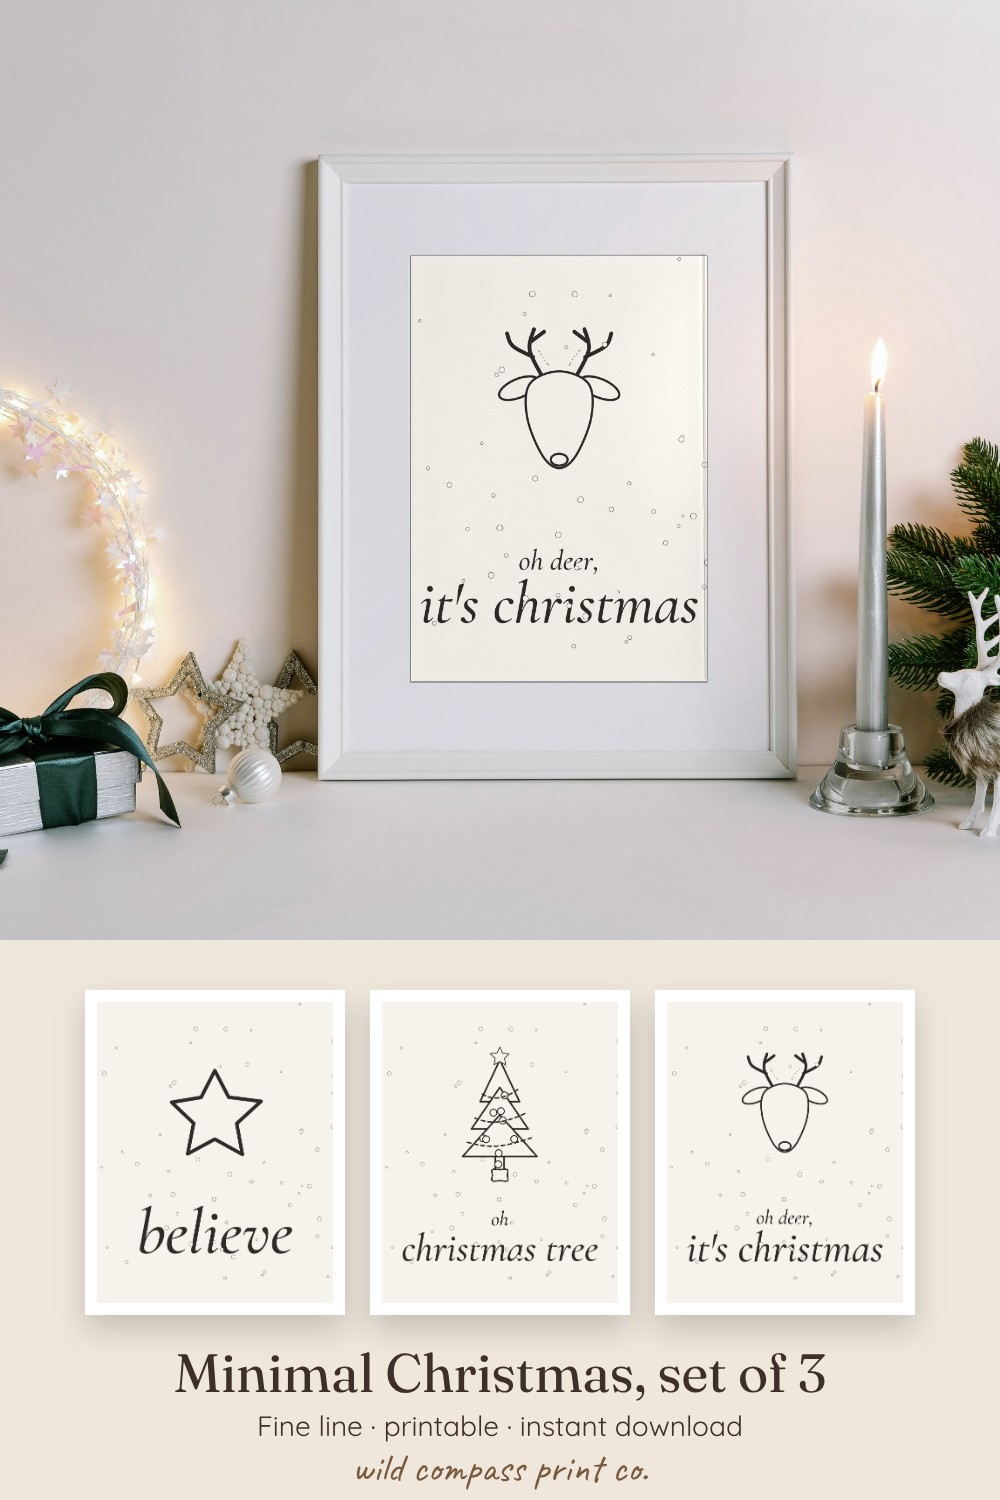 oh deer,
it's christmas
believe
oh
christmas tree
oh deer,
it's christmas
Minimal Christmas, set of 3
Fine line · printable · instant download
wild compass print co.